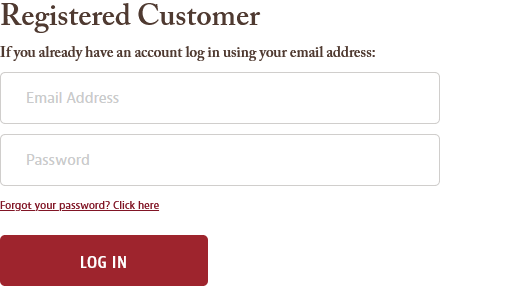 Registered Customer
If you already have an account log in using your email address:
Email Address
Password
Forgot your password? Click here
LOG IN